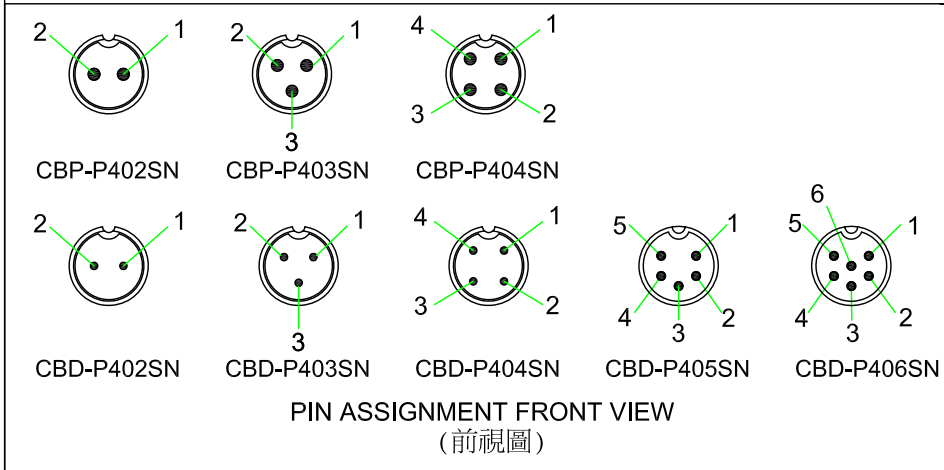 2 1 2 1 4 1
3 3 2
CBP-P402SN CBP-P403SN CBP-P404SN
6
2 1 2 1 4 1 5 1 5 1
3 3 2 4 3 2 4 3 2
CBD-P402SN CBD-P403SN CBD-P404SN CBD-P405SN CBD-P406SN
PIN ASSIGNMENT FRONT VIEW
(前視圖)